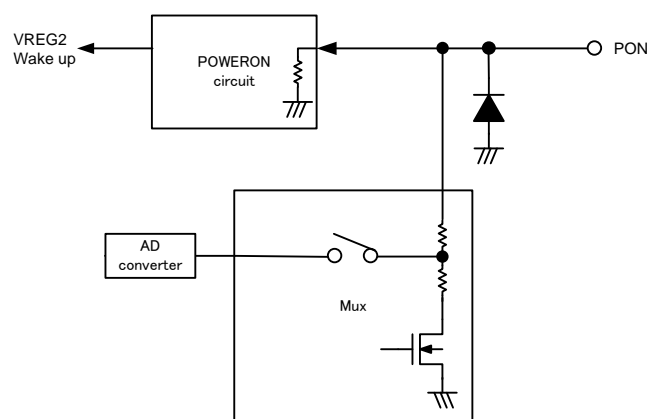 VREG2
Wake up
POWERON
circuit
PON
AD
converter
Mux